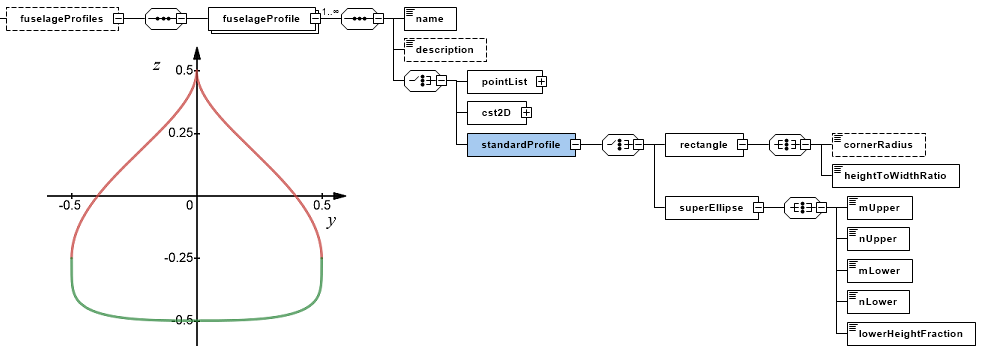 fuselageProfiles
fuselageProfile
1..∞
name
description
pointList
cst2D
standardProfile
rectangle
cornerRadius
heightToWidthRatio
superEllipse
mUpper
nUpper
mLower
nLower
lowerHeightFraction
z
0.5
0.25
-0.5
0
0.5
y
-0.25
-0.5